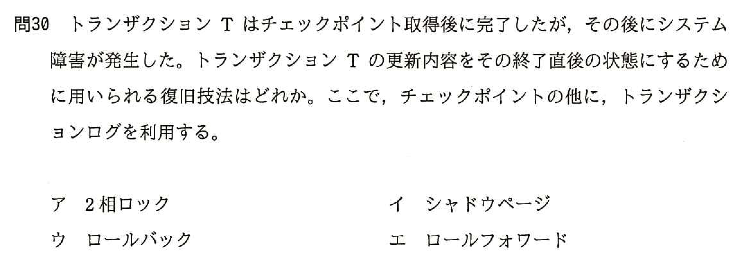 問30 トランザクション T はチェックポイント取得後に完了したが，その後にシステム
障害が発生した。トランザクション T の更新内容をその終了直後の状態にするため
に用いられる復旧技法はどれか。ここで，チェックポイントの他に，トランザクシ
ョンログを利用する。
ア 2相ロック イ シャドウページ
ウ ロールバック エ ロールフォワード